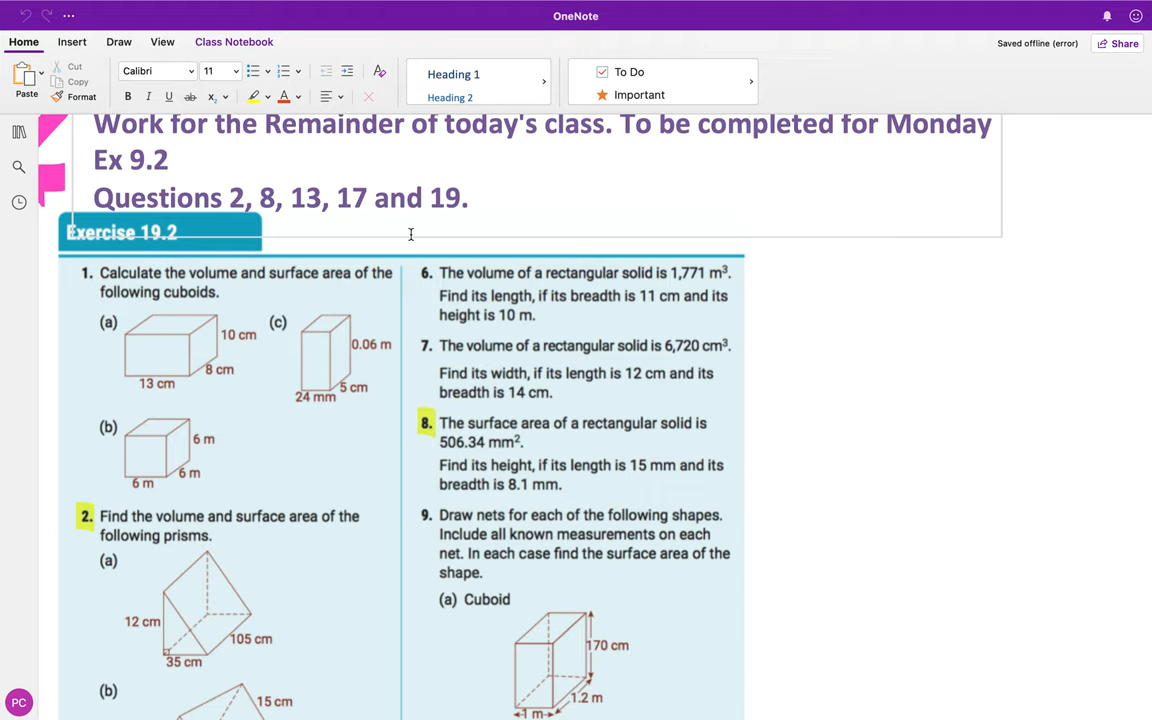 OneNote
Home Insert Draw View Class Notebook
Saved offline (error) Share
Paste
Cut
Copy
Format
Calibri 11
B I U ab x₂ A
Heading 1
Heading 2
To Do
Important
Work for the Remainder of today's class. To be completed for Monday
Ex 9.2
Questions 2, 8, 13, 17 and 19.
Exercise 19.2
1. Calculate the volume and surface area of the
following cuboids.
(a)
10 cm
8 cm
13 cm
(c)
0.06 m
5 cm
24 mm
(b)
6 m
6 m
6 m
2. Find the volume and surface area of the
following prisms.
(a)
12 cm
105 cm
35 cm
(b)
15 cm
6. The volume of a rectangular solid is 1,771 m³.
Find its length, if its breadth is 11 cm and its
height is 10 m.
7. The volume of a rectangular solid is 6,720 cm³.
Find its width, if its length is 12 cm and its
breadth is 14 cm.
8. The surface area of a rectangular solid is
506.34 mm².
Find its height, if its length is 15 mm and its
breadth is 8.1 mm.
9. Draw nets for each of the following shapes.
Include all known measurements on each
net. In each case find the surface area of the
shape.
(a) Cuboid
170 cm
1.2 m
1 m
PC